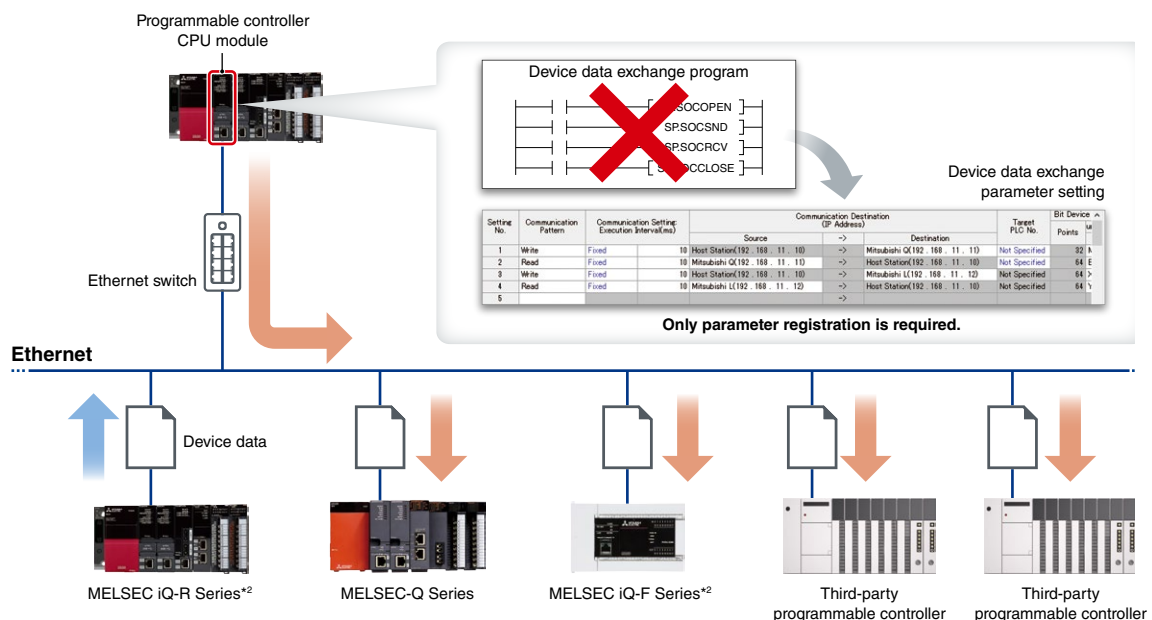 Programmable controller
CPU module
Device data exchange program
SOCOPEN
SP.SOCSND
SP.SOCRCV
OCCLOSE
Device data exchange
parameter setting
Setting No. Communication Pattern Communication Setting: Execution Interval(ms) Communication Destination (IP Address) Target PLC No. Bit Device
Source -> Destination Points
1 Write Fixed 10 Host Station(192 . 168 . 11 . 10) -> Mitsubishi Q(192 . 168 . 11 . 11) Not Specified 32
2 Read Fixed 10 Mitsubishi Q(192 . 168 . 11 . 11) -> Host Station(192 . 168 . 11 . 10) Not Specified 64
3 Write Fixed 10 Host Station(192 . 168 . 11 . 10) -> Mitsubishi L(192 . 168 . 11 . 12) Not Specified 64
4 Read Fixed 10 Mitsubishi L(192 . 168 . 11 . 12) -> Host Station(192 . 168 . 11 . 10) Not Specified 64
5 ->
Only parameter registration is required.
Ethernet switch
Ethernet
Device data
MELSEC iQ-R Series*2
MELSEC-Q Series
MELSEC iQ-F Series*2
Third-party
programmable controller
Third-party
programmable controller